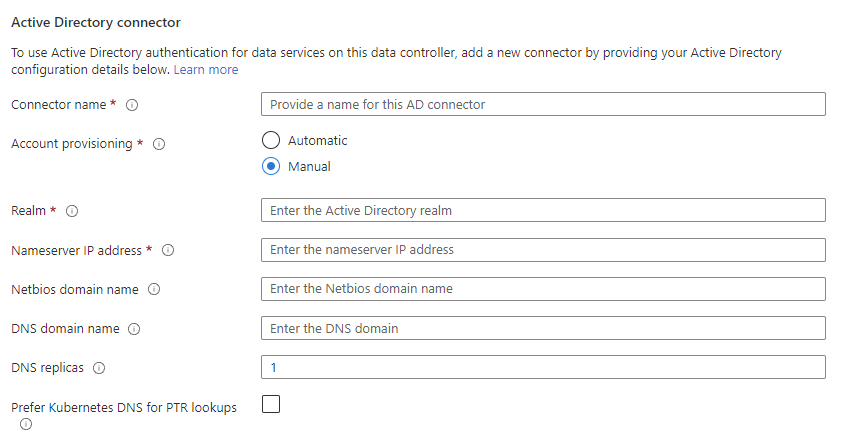 Active Directory connector
To use Active Directory authentication for data services on this data controller, add a new connector by providing your Active Directory
configuration details below. Learn more
Connector name * Provide a name for this AD connector
Account provisioning * Automatic
Manual
Realm * Enter the Active Directory realm
Nameserver IP address * Enter the nameserver IP address
Netbios domain name Enter the Netbios domain name
DNS domain name Enter the DNS domain
DNS replicas 1
Prefer Kubernetes DNS for PTR lookups